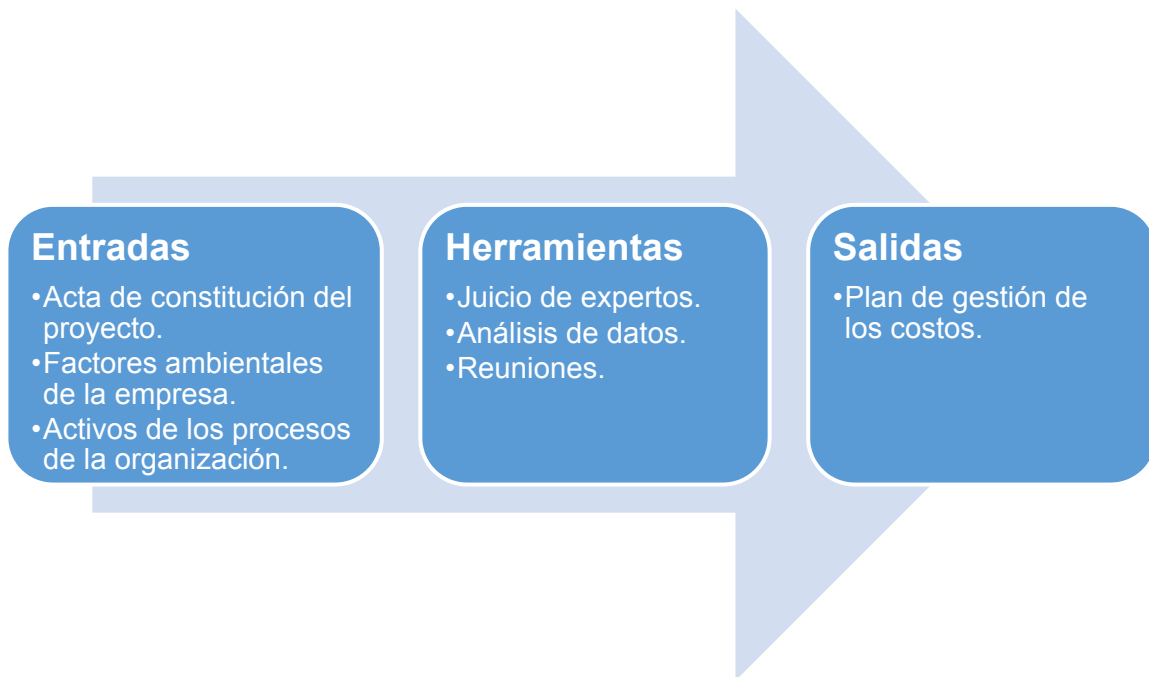 Entradas
•Acta de constitución del
proyecto.
•Factores ambientales
de la empresa.
•Activos de los procesos
de la organización.
Herramientas
•Juicio de expertos.
•Análisis de datos.
•Reuniones.
Salidas
•Plan de gestión de
los costos.